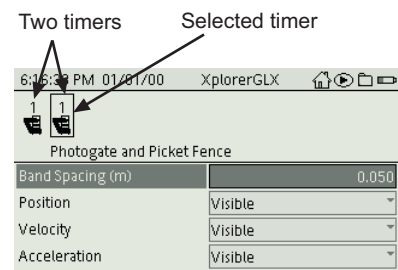 Two timers
Selected timer
6:16:33 PM 01/01/00 XplorerGLX
1 1
Photogate and Picket Fence
Band Spacing (m) 0.050
Position Visible
Velocity Visible
Acceleration Visible